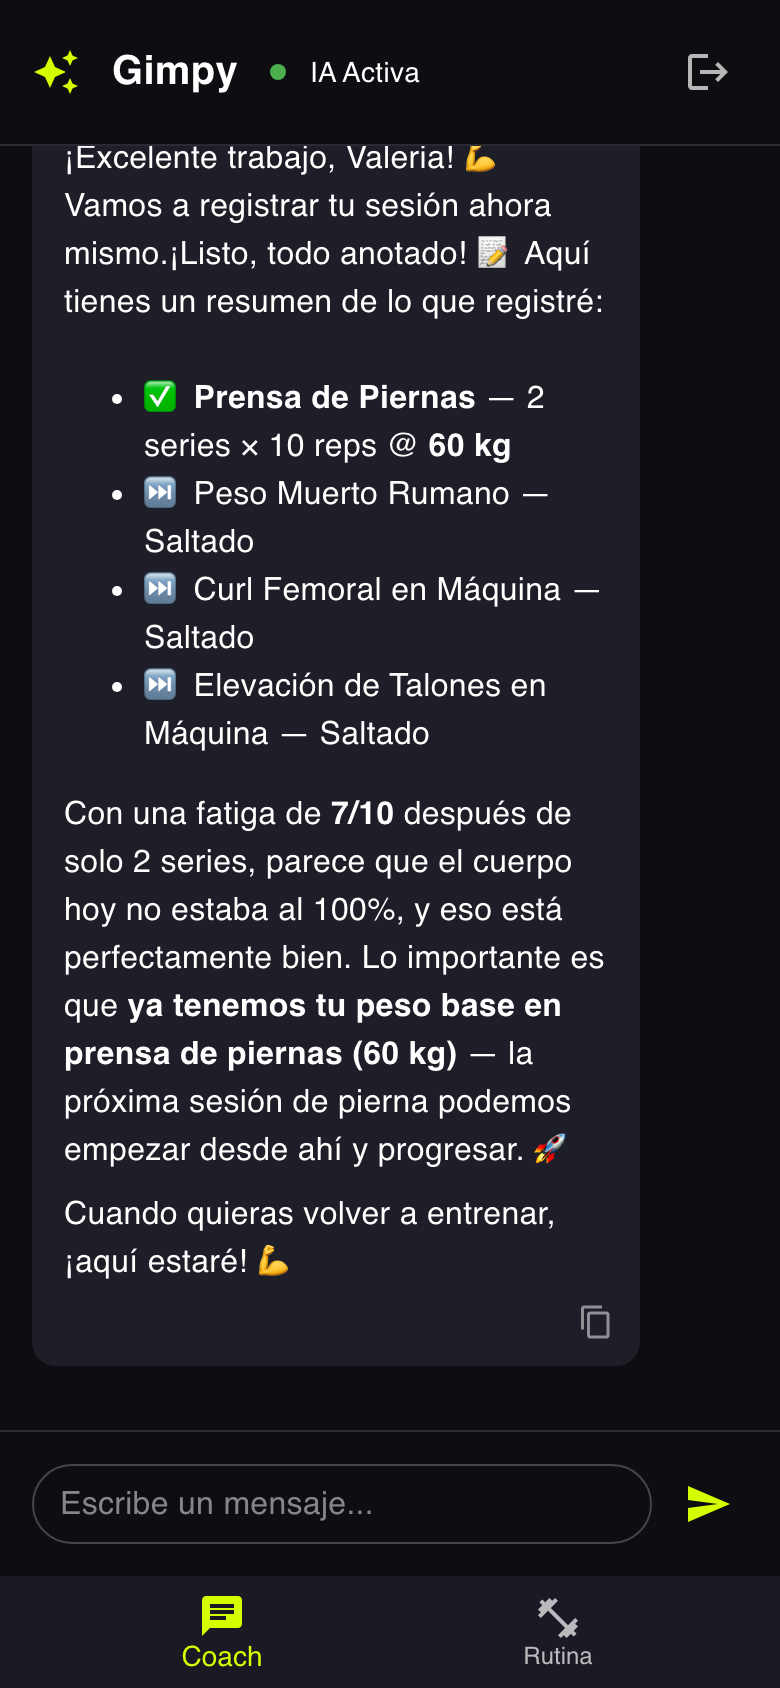 Gimpy IA Activa
¡Excelente trabajo, Valeria! 💪
Vamos a registrar tu sesión ahora
mismo.¡Listo, todo anotado! 📝 Aquí
tienes un resumen de lo que registré:
• ✅ Prensa de Piernas — 2
series × 10 reps @ 60 kg
• ⏭️ Peso Muerto Rumano —
Saltado
• ⏭️ Curl Femoral en Máquina —
Saltado
• ⏭️ Elevación de Talones en
Máquina — Saltado
Con una fatiga de 7/10 después de
solo 2 series, parece que el cuerpo
hoy no estaba al 100%, y eso está
perfectamente bien. Lo importante es
que ya tenemos tu peso base en
prensa de piernas (60 kg) — la
próxima sesión de pierna podemos
empezar desde ahí y progresar. 🚀
Cuando quieras volver a entrenar,
¡aquí estaré! 💪
Escribe un mensaje...
Coach Rutina